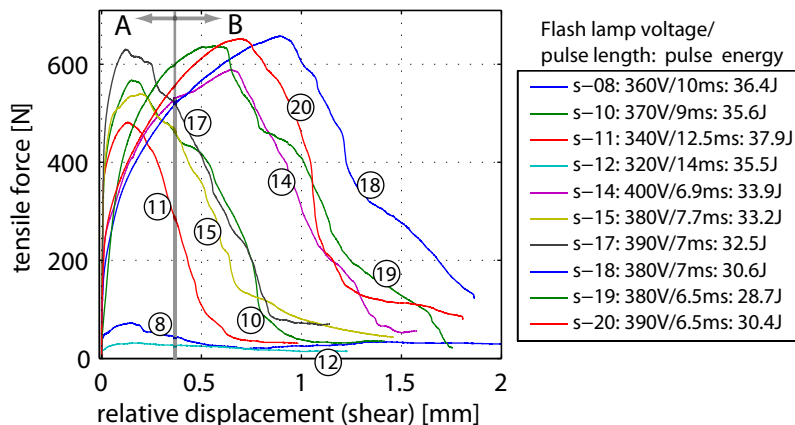 A B
600
400
200
0
0 0.5 1 1.5 2
tensile force [N]
relative displacement (shear) [mm]
17
20
14
18
11
15
19
8
10
12
Flash lamp voltage/
pulse length: pulse energy
s−08: 360V/10ms: 36.4J
s−10: 370V/9ms: 35.6J
s−11: 340V/12.5ms: 37.9J
s−12: 320V/14ms: 35.5J
s−14: 400V/6.9ms: 33.9J
s−15: 380V/7.7ms: 33.2J
s−17: 390V/7ms: 32.5J
s−18: 380V/7ms: 30.6J
s−19: 380V/6.5ms: 28.7J
s−20: 390V/6.5ms: 30.4J